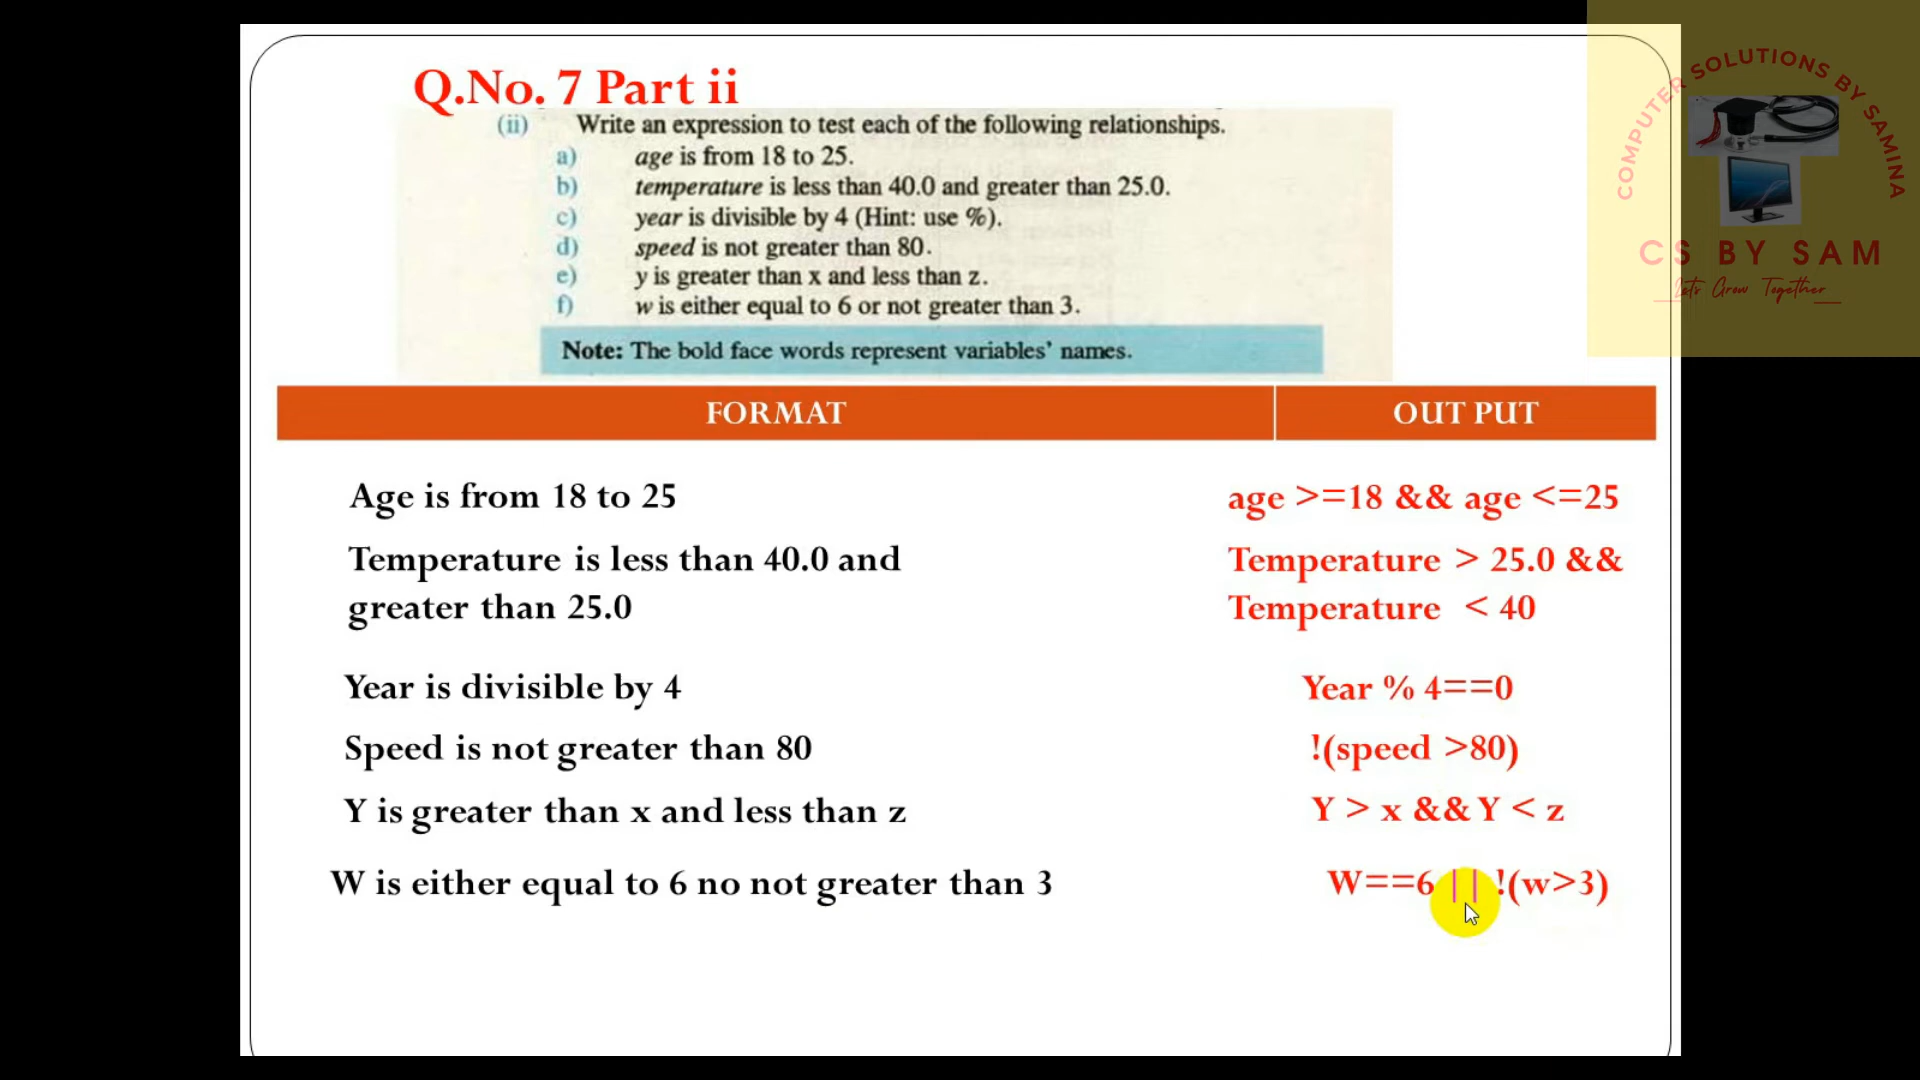 Q.No. 7 Part ii
(ii) Write an expression to test each of the following relationships.
a) age is from 18 to 25.
b) temperature is less than 40.0 and greater than 25.0.
c) year is divisible by 4 (Hint: use %).
d) speed is not greater than 80.
e) y is greater than x and less than z.
f) w is either equal to 6 or not greater than 3.
Note: The bold face words represent variables' names.
COMPUTER SOLUTIONS BY SAMINA
CS BY SAM
Let's Grow Together
FORMAT OUT PUT
Age is from 18 to 25 age >=18 && age <=25
Temperature is less than 40.0 and Temperature > 25.0 &&
greater than 25.0 Temperature < 40
Year is divisible by 4 Year % 4==0
Speed is not greater than 80 !(speed >80)
Y is greater than x and less than z Y > x && Y < z
W is either equal to 6 no not greater than 3 W==6 || !(w>3)